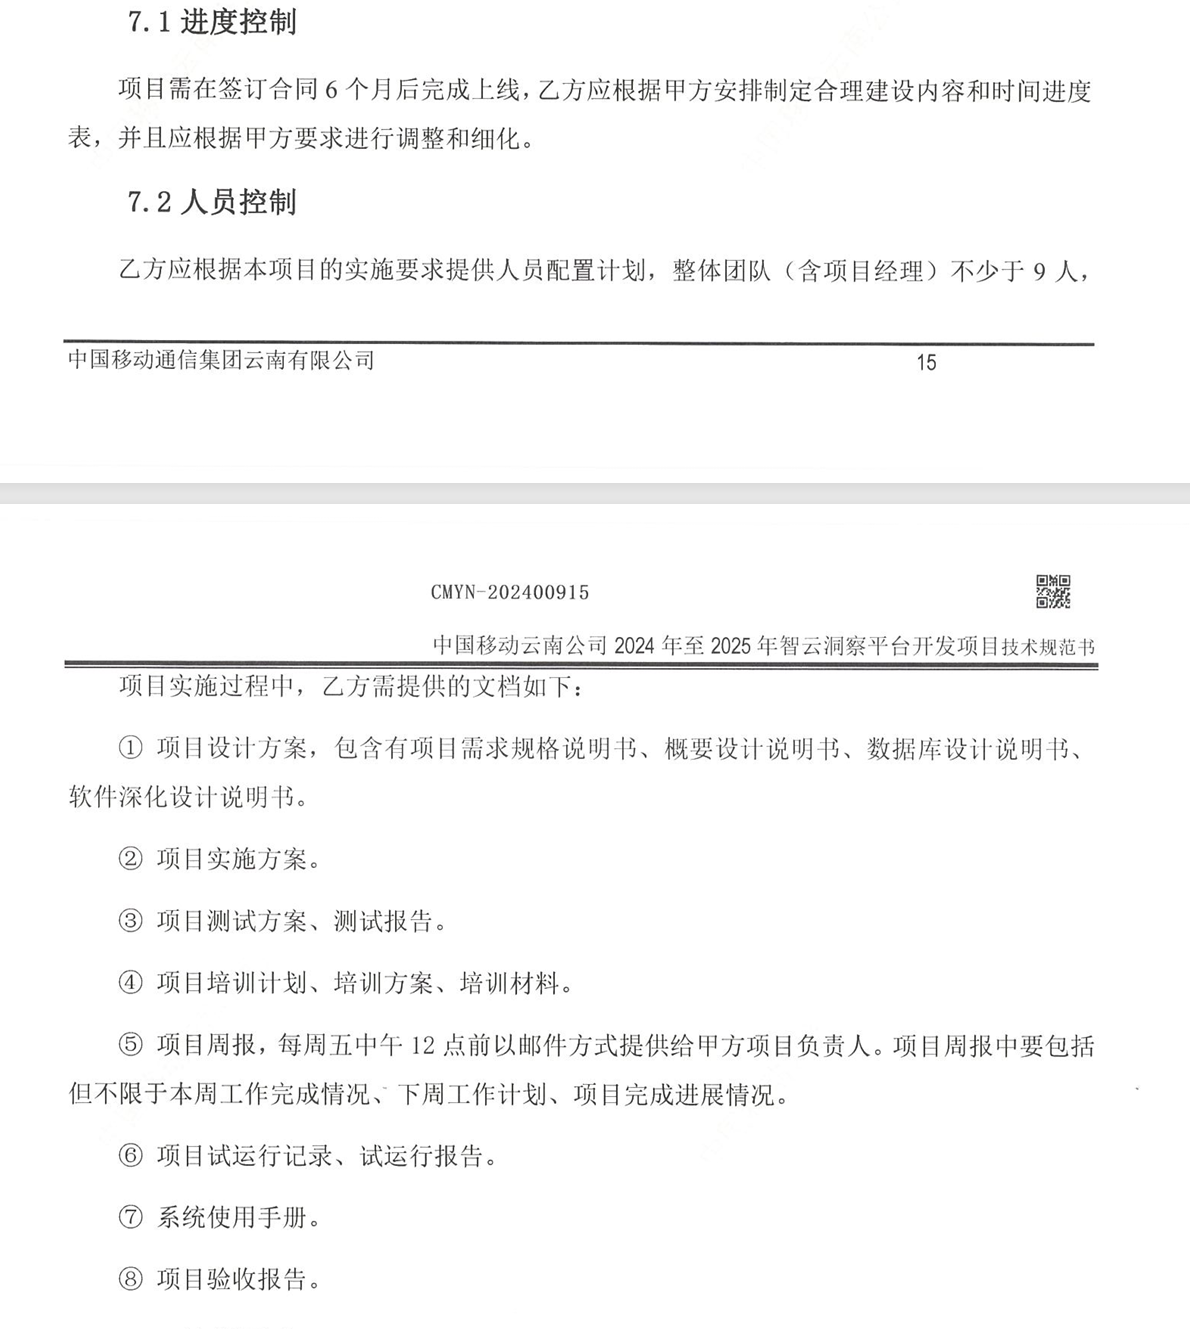 7.1 进度控制
项目需在签订合同 6 个月后完成上线，乙方应根据甲方安排制定合理建设内容和时间进度
表，并且应根据甲方要求进行调整和细化。
7.2 人员控制
乙方应根据本项目的实施要求提供人员配置计划，整体团队（含项目经理）不少于 9 人，
中国移动通信集团云南有限公司 15
CMYN-202400915
中国移动云南公司 2024 年至 2025 年智云洞察平台开发项目技术规范书
项目实施过程中，乙方需提供的文档如下：
① 项目设计方案，包含有项目需求规格说明书、概要设计说明书、数据库设计说明书、
软件深化设计说明书。
② 项目实施方案。
③ 项目测试方案、测试报告。
④ 项目培训计划、培训方案、培训材料。
⑤ 项目周报，每周五中午 12 点前以邮件方式提供给甲方项目负责人。项目周报中要包括
但不限于本周工作完成情况、下周工作计划、项目完成进展情况。
⑥ 项目试运行记录、试运行报告。
⑦ 系统使用手册。
⑧ 项目验收报告。